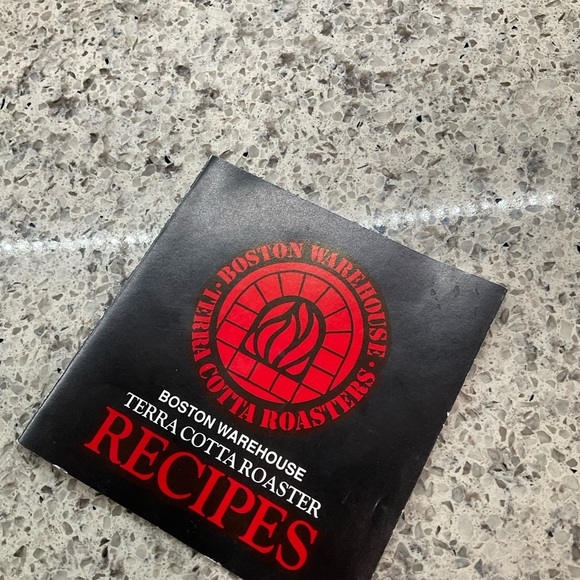 · BOSTON WAREHOUSE ·
TERRA COTTA ROASTERS
BOSTON WAREHOUSE
TERRA COTTA ROASTER
RECIPES